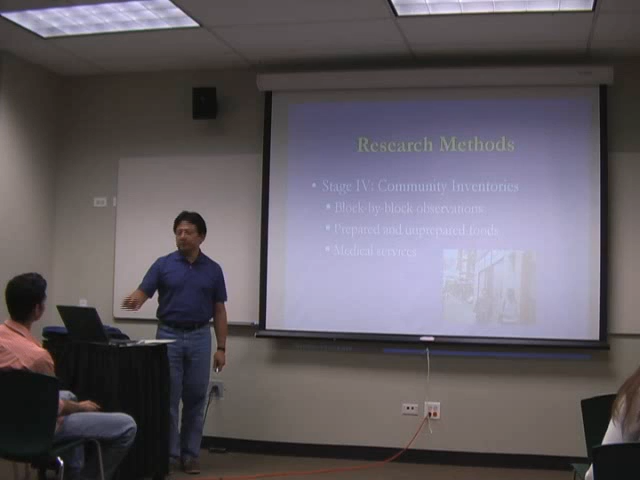 Research Methods
• Stage IV: Community Inventories
• Block-by-block observations
• Prepared and unprepared foods
• Medical services